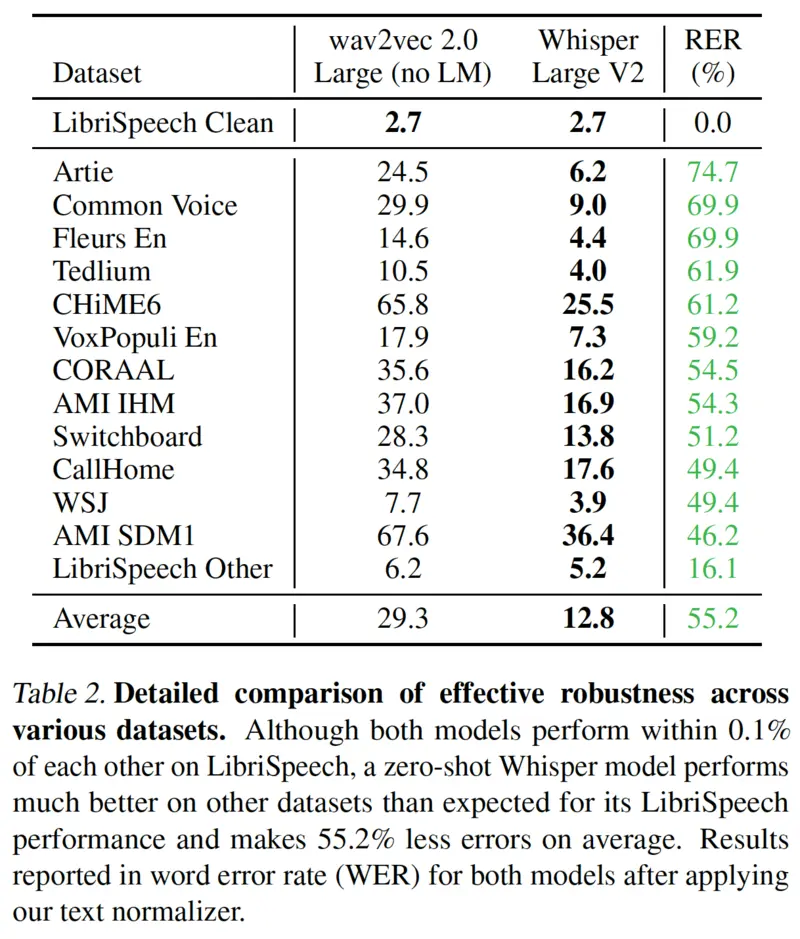 Dataset wav2vec 2.0 Large (no LM) Whisper Large V2 RER (%)
LibriSpeech Clean 2.7 2.7 0.0
Artie 24.5 6.2 74.7
Common Voice 29.9 9.0 69.9
Fleurs En 14.6 4.4 69.9
Tedlium 10.5 4.0 61.9
CHiME6 65.8 25.5 61.2
VoxPopuli En 17.9 7.3 59.2
CORAAL 35.6 16.2 54.5
AMI IHM 37.0 16.9 54.3
Switchboard 28.3 13.8 51.2
CallHome 34.8 17.6 49.4
WSJ 7.7 3.9 49.4
AMI SDM1 67.6 36.4 46.2
LibriSpeech Other 6.2 5.2 16.1
Average 29.3 12.8 55.2
Table 2. Detailed comparison of effective robustness across
various datasets. Although both models perform within 0.1%
of each other on LibriSpeech, a zero-shot Whisper model performs
much better on other datasets than expected for its LibriSpeech
performance and makes 55.2% less errors on average. Results
reported in word error rate (WER) for both models after applying
our text normalizer.